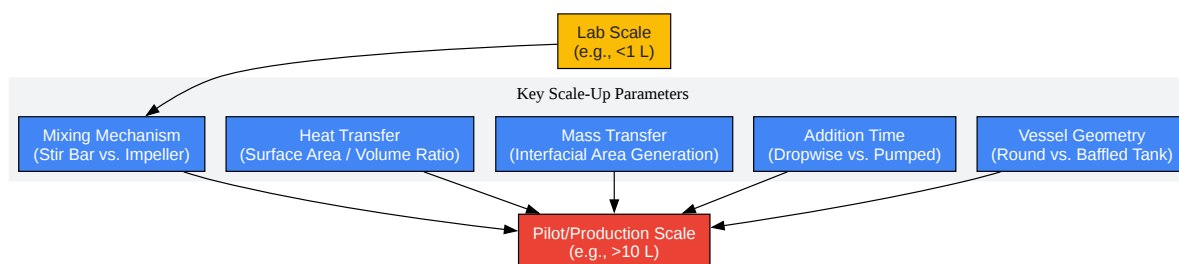 Lab Scale
(e.g., <1 L)
Key Scale-Up Parameters
Mixing Mechanism
(Stir Bar vs. Impeller)
Heat Transfer
(Surface Area / Volume Ratio)
Mass Transfer
(Interfacial Area Generation)
Addition Time
(Dropwise vs. Pumped)
Vessel Geometry
(Round vs. Baffled Tank)
Pilot/Production Scale
(e.g., >10 L)